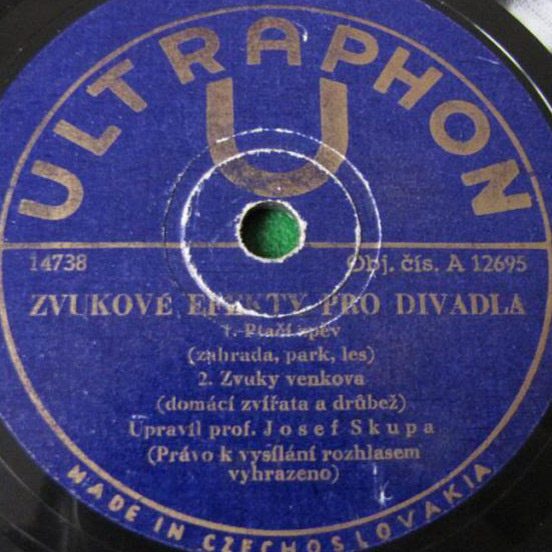 ULTRAPHON
U
14738 Obj. čís. A 12695
ZVUKOVÉ EFEKTY PRO DIVADLA
1. Ptačí zpěv
(zahrada, park, les)
2. Zvuky venkova
(domácí zvířata a drůbež)
Upravil prof. Josef Skupa
(Právo k vysílání rozhlasem
vyhrazeno)
MADE IN CZECHOSLOVAKIA